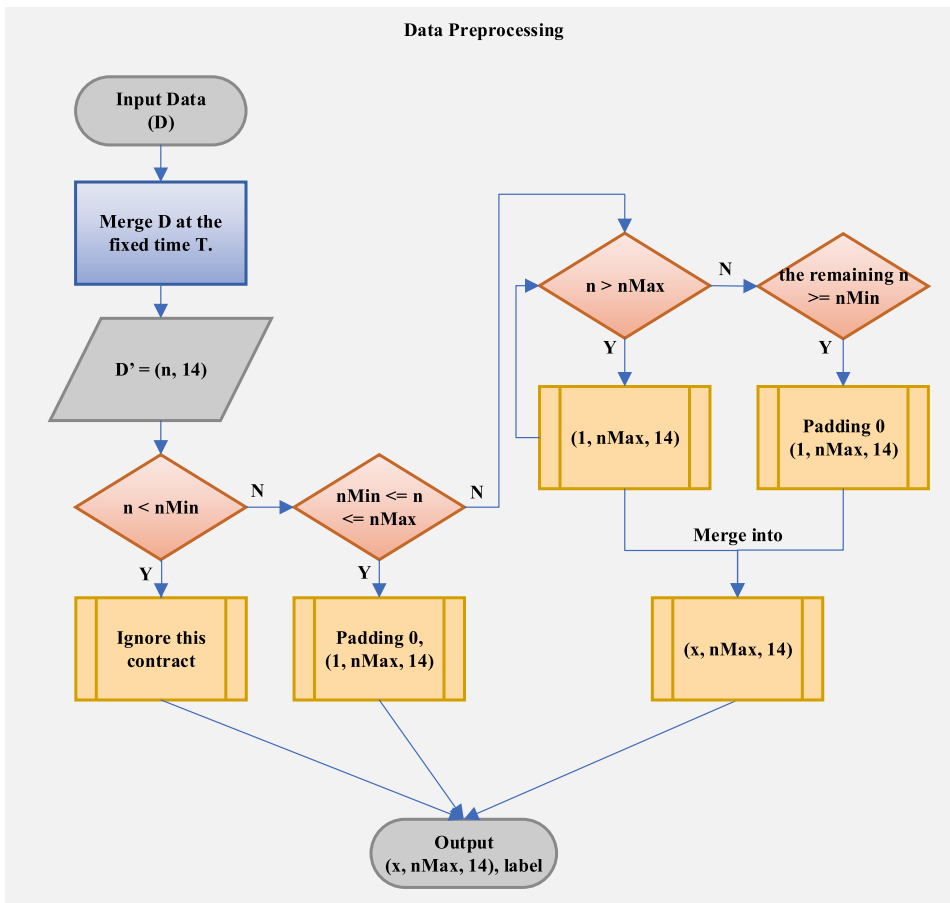 Data Preprocessing
Input Data
(D)
Merge D at the
fixed time T.
D’ = (n, 14)
n < nMin
N
Y
Ignore this
contract
nMin <= n
<= nMax
N
Y
Padding 0,
(1, nMax, 14)
n > nMax
N
Y
(1, nMax, 14)
the remaining n
>= nMin
Y
Padding 0
(1, nMax, 14)
Merge into
(x, nMax, 14)
Output
(x, nMax, 14), label